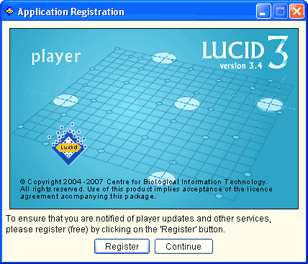 Application Registration
player
LUCID 3
version 3.4
Lucid
© Copyright 2004-2007 Centre for Biological Information Technology.
All rights reserved. Use of this product implies acceptance of the licence
agreement acompanying this package.
To ensure that you are notified of player updates and other services,
please register (free) by clicking on the 'Register' button.
Register
Continue